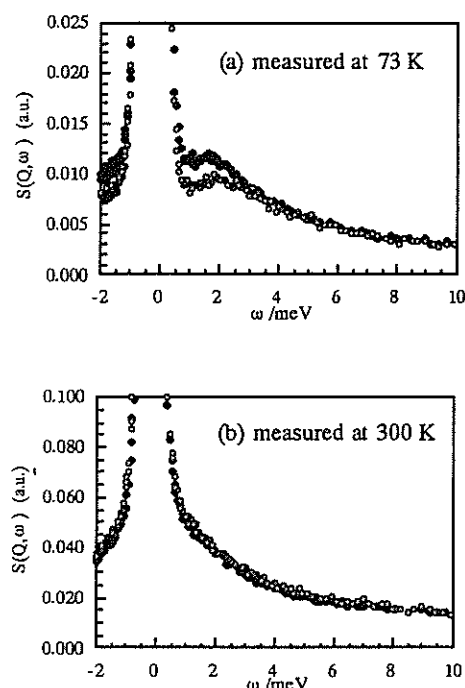 0.025
0.020
0.015
0.010
0.005
0.000
S(Q,ω) (a.u.)
(a) measured at 73 K
-2 0 2 4 6 8 10
ω /meV
0.100
0.080
0.060
0.040
0.020
0.000
S(Q,ω) (a.u.)
(b) measured at 300 K
-2 0 2 4 6 8 10
ω /meV